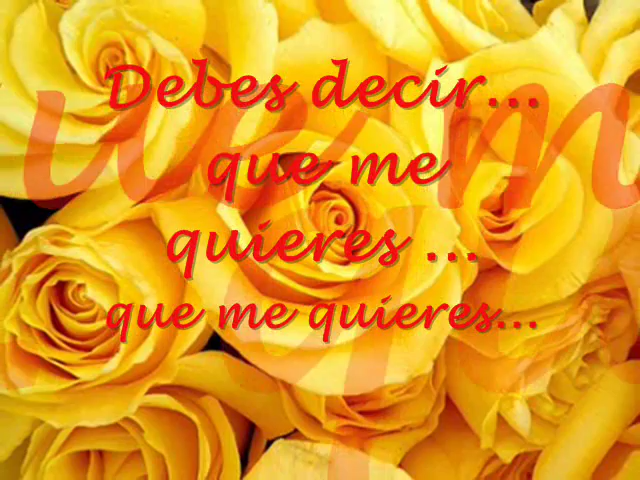 Debes decir...
que me
quieres ...
que me quieres...